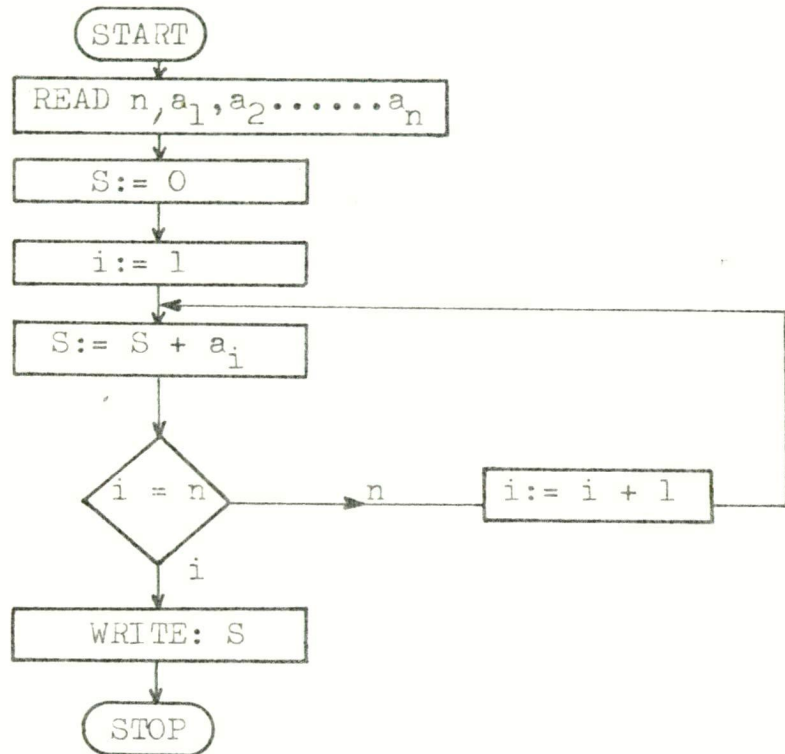 START
READ n,a₁,a₂......aₙ
S:= 0
i:= 1
S:= S + aᵢ
i = n
n
i:= i + 1
i
WRITE: S
STOP